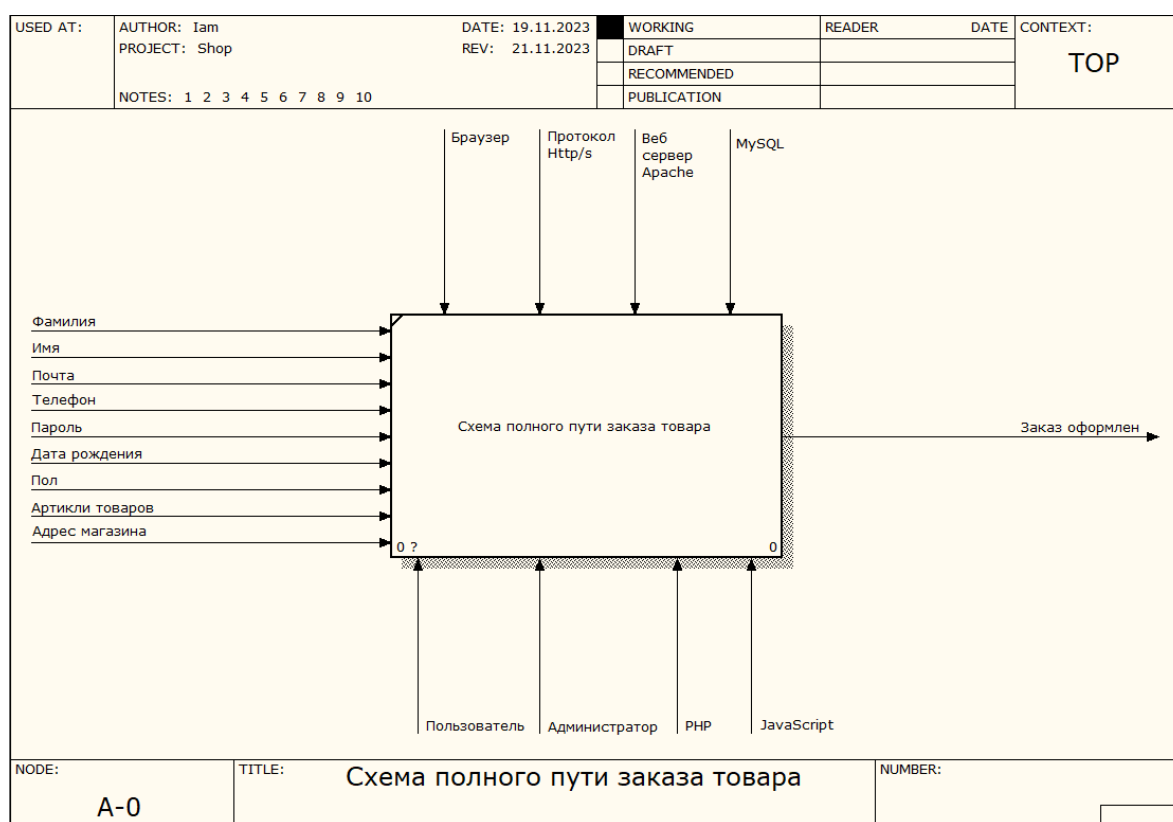 USED AT:
AUTHOR: Iam
DATE: 19.11.2023
WORKING
READER
DATE
CONTEXT:
PROJECT: Shop
REV: 21.11.2023
DRAFT
TOP
RECOMMENDED
NOTES: 1 2 3 4 5 6 7 8 9 10
PUBLICATION
Браузер
Протокол
Http/s
Веб
сервер
Apache
MySQL
Фамилия
Имя
Почта
Телефон
Пароль
Дата рождения
Пол
Артикли товаров
Адрес магазина
Схема полного пути заказа товара
0 ?
0
Заказ оформлен
Пользователь
Администратор
PHP
JavaScript
NODE:
A-0
TITLE:
Схема полного пути заказа товара
NUMBER: